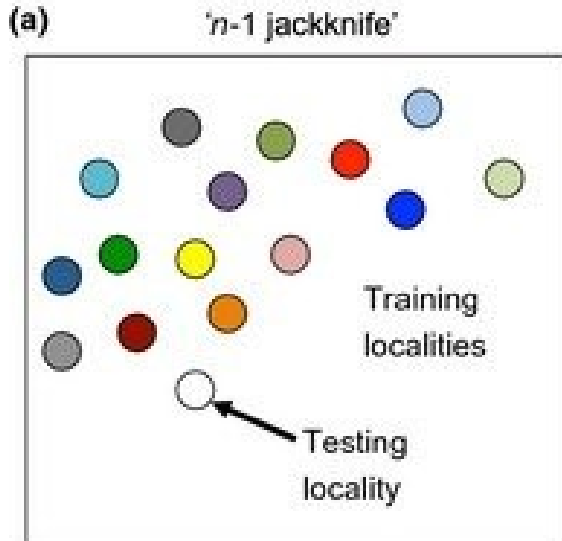 (a) 'n-1 jackknife'
Training
localities
Testing
locality